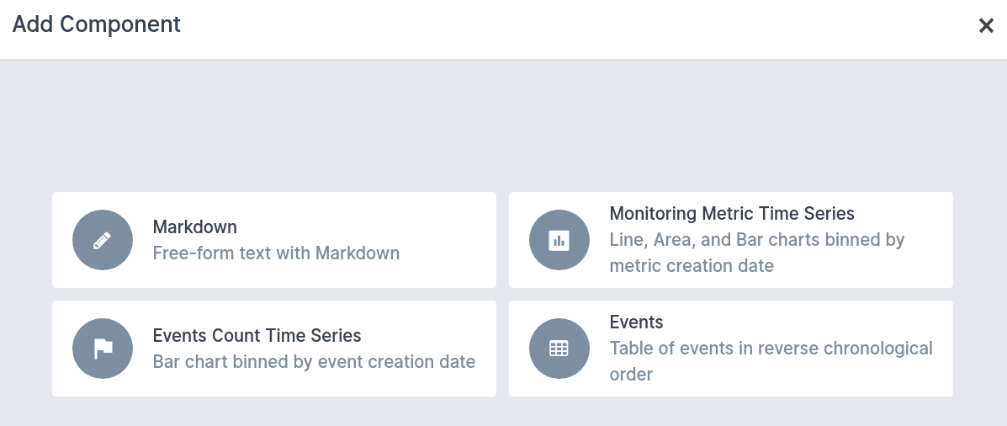 Add Component
Markdown
Free-form text with Markdown
Monitoring Metric Time Series
Line, Area, and Bar charts binned by
metric creation date
Events Count Time Series
Bar chart binned by event creation date
Events
Table of events in reverse chronological
order